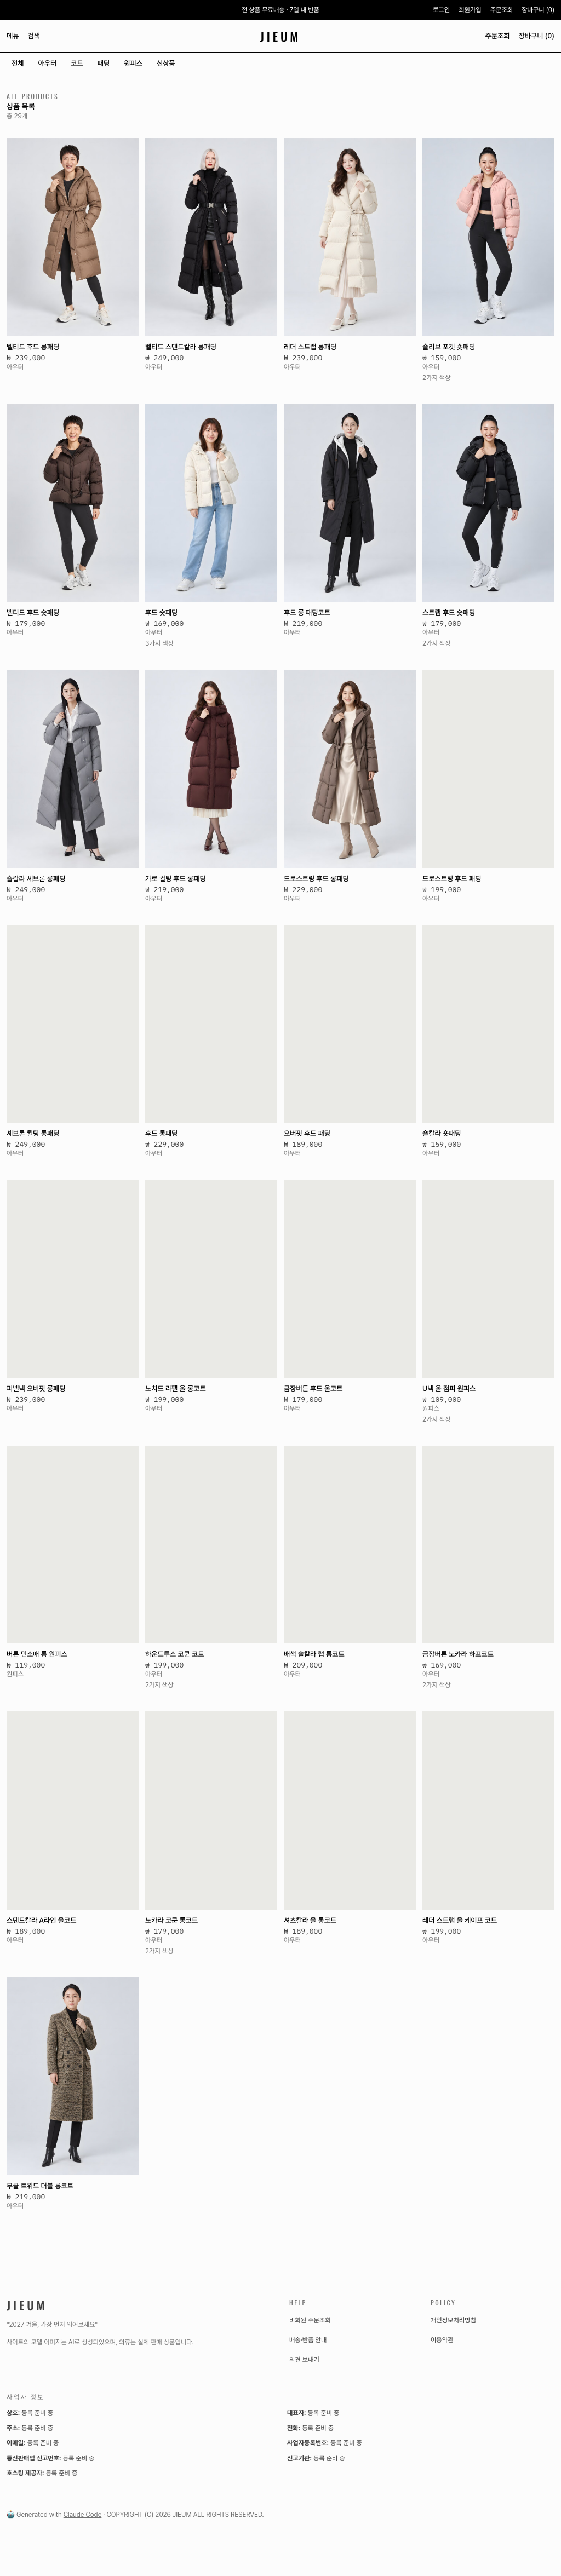 전 상품 무료배송 · 7일 내 반품
로그인 회원가입 주문조회 장바구니 (0)
메뉴 검색
JIEUM
주문조회 장바구니 (0)
전체 아우터 코트 패딩 원피스 신상품
ALL PRODUCTS
상품 목록
총 29개
벨티드 후드 롱패딩
₩ 239,000
아우터
벨티드 스탠드칼라 롱패딩
₩ 249,000
아우터
레더 스트랩 롱패딩
₩ 239,000
아우터
슬리브 포켓 숏패딩
₩ 159,000
아우터
2가지 색상
벨티드 후드 숏패딩
₩ 179,000
아우터
후드 숏패딩
₩ 169,000
아우터
3가지 색상
후드 롱 패딩코트
₩ 219,000
아우터
스트랩 후드 숏패딩
₩ 179,000
아우터
2가지 색상
숄칼라 셰브론 롱패딩
₩ 249,000
아우터
가로 퀼팅 후드 롱패딩
₩ 219,000
아우터
드로스트링 후드 롱패딩
₩ 229,000
아우터
드로스트링 후드 패딩
₩ 199,000
아우터
셰브론 퀼팅 롱패딩
₩ 249,000
아우터
후드 롱패딩
₩ 229,000
아우터
오버핏 후드 패딩
₩ 189,000
아우터
숄칼라 숏패딩
₩ 159,000
아우터
퍼넬넥 오버핏 롱패딩
₩ 239,000
아우터
노치드 라펠 울 롱코트
₩ 199,000
아우터
금장버튼 후드 울코트
₩ 179,000
아우터
U넥 울 점퍼 원피스
₩ 109,000
원피스
2가지 색상
버튼 민소매 롱 원피스
₩ 119,000
원피스
하운드투스 코쿤 코트
₩ 199,000
아우터
2가지 색상
배색 숄칼라 랩 롱코트
₩ 209,000
아우터
금장버튼 노카라 하프코트
₩ 169,000
아우터
2가지 색상
스탠드칼라 A라인 울코트
₩ 189,000
아우터
노카라 코쿤 롱코트
₩ 179,000
아우터
2가지 색상
셔츠칼라 울 롱코트
₩ 189,000
아우터
레더 스트랩 울 케이프 코트
₩ 199,000
아우터
부클 트위드 더블 롱코트
₩ 219,000
아우터
JIEUM
"2027 겨울, 가장 먼저 입어보세요"
사이트의 모델 이미지는 AI로 생성되었으며, 의류는 실제 판매 상품입니다.
HELP
비회원 주문조회
배송·반품 안내
의견 보내기
POLICY
개인정보처리방침
이용약관
사업자 정보
상호: 등록 준비 중
대표자: 등록 준비 중
주소: 등록 준비 중
전화: 등록 준비 중
이메일: 등록 준비 중
사업자등록번호: 등록 준비 중
통신판매업 신고번호: 등록 준비 중
신고기관: 등록 준비 중
호스팅 제공자: 등록 준비 중
🤖 Generated with Claude Code · COPYRIGHT (C) 2026 JIEUM ALL RIGHTS RESERVED.